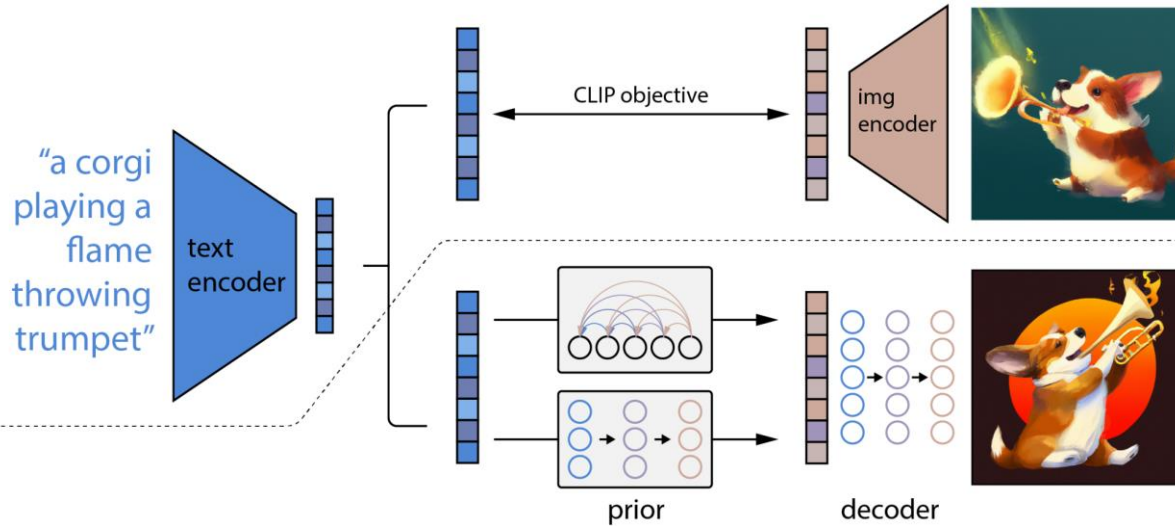 “a corgi
playing a
flame
throwing
trumpet”
text
encoder
CLIP objective
img
encoder
prior
decoder